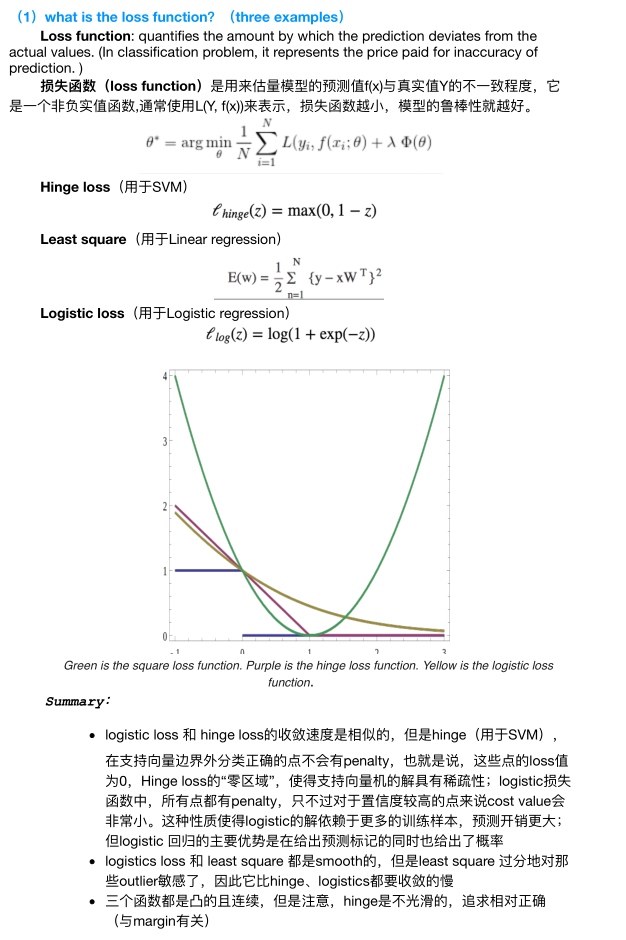 （1）what is the loss function? （three examples）
Loss function: quantifies the amount by which the prediction deviates from the
actual values. (In classification problem, it represents the price paid for inaccuracy of
prediction. )
损失函数（loss function）是用来估量模型的预测值f(x)与真实值Y的不一致程度，它
是一个非负实值函数,通常使用L(Y, f(x))来表示，损失函数越小，模型的鲁棒性就越好。
θ* = arg min_θ 1/N ∑_{i=1}^{N} L(y_i, f(x_i; θ) + λ Φ(θ)
Hinge loss（用于SVM）
ℓ_hinge(z) = max(0, 1 − z)
Least square（用于Linear regression）
E(w) = 1/2 Σ_{n=1}^{N} {y − xW^T}^2
Logistic loss（用于Logistic regression）
ℓ_log(z) = log(1 + exp(−z))
4
3
2
1
0
-1 0 1 2 3
Green is the square loss function. Purple is the hinge loss function. Yellow is the logistic loss
function.
Summary：
• logistic loss 和 hinge loss的收敛速度是相似的，但是hinge（用于SVM），
在支持向量边界外分类正确的点不会有penalty，也就是说，这些点的loss值
为0，Hinge loss的“零区域”，使得支持向量机的解具有稀疏性；logistic损失
函数中，所有点都有penalty，只不过对于置信度较高的点来说cost value会
非常小。这种性质使得logistic的解依赖于更多的训练样本，预测开销更大；
但logistic 回归的主要优势是在给出预测标记的同时也给出了概率
• logistics loss 和 least square 都是smooth的，但是least square 过分地对那
些outlier敏感了，因此它比hinge、logistics都要收敛的慢
• 三个函数都是凸的且连续，但是注意，hinge是不光滑的，追求相对正确
（与margin有关）